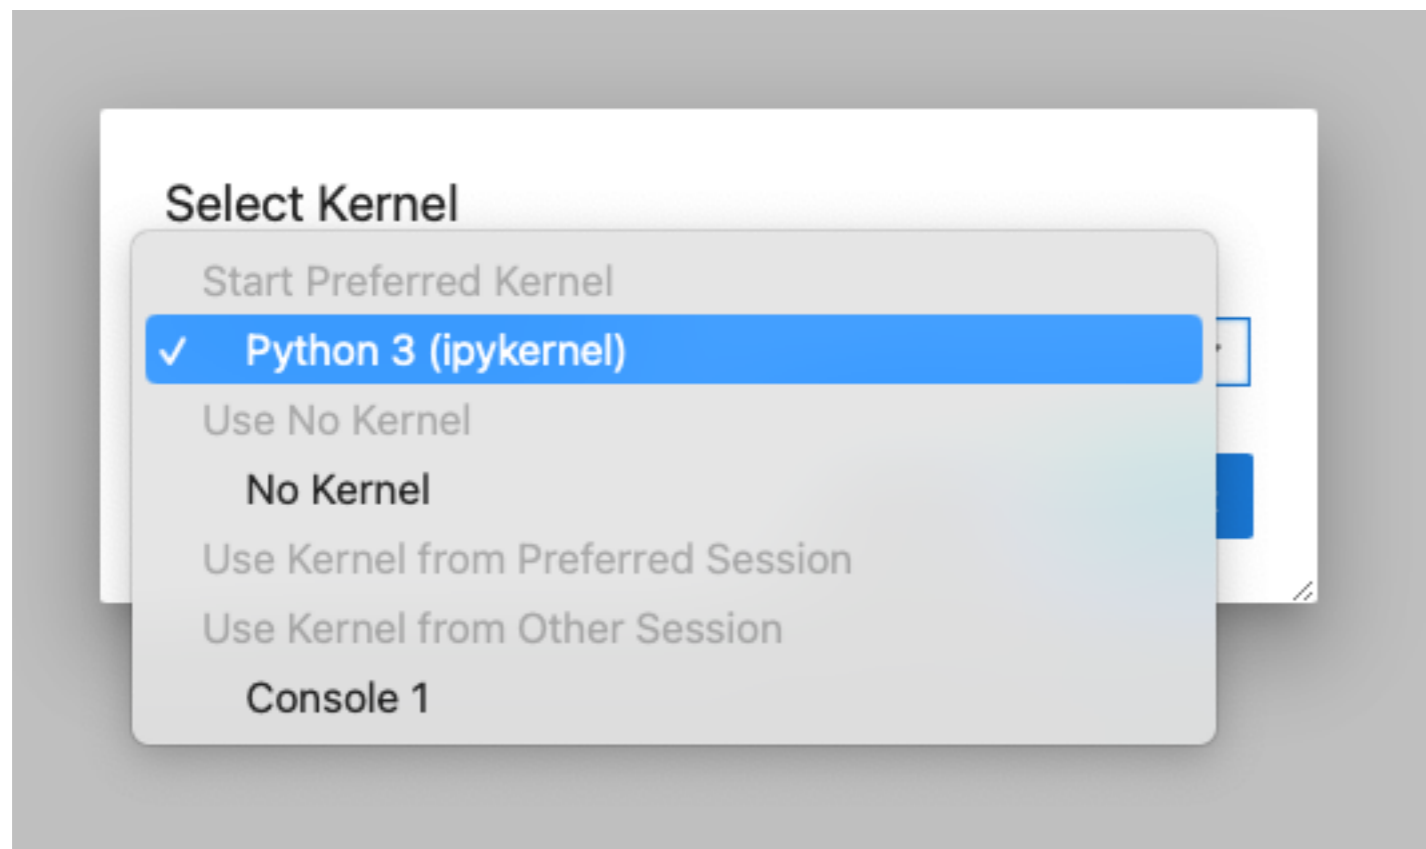 Select Kernel
Start Preferred Kernel
✓ Python 3 (ipykernel)
Use No Kernel
No Kernel
Use Kernel from Preferred Session
Use Kernel from Other Session
Console 1